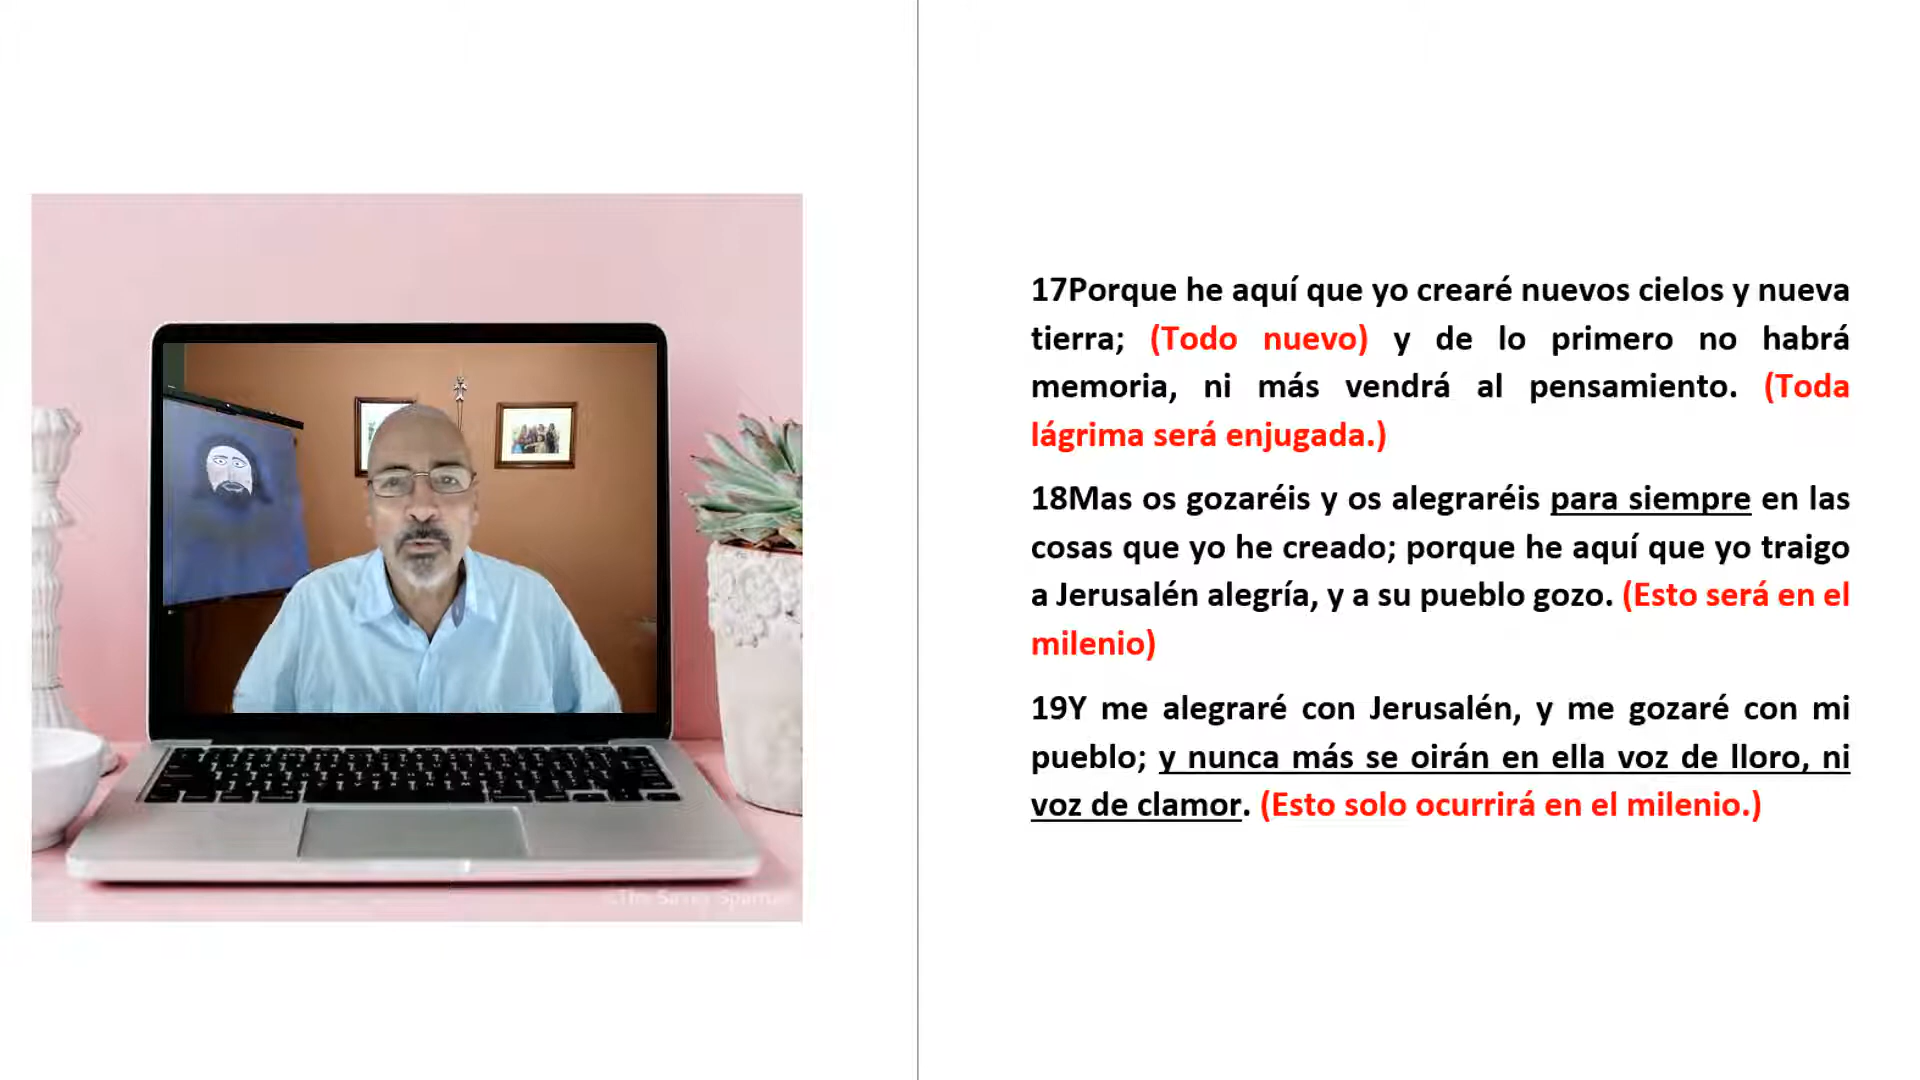 17Porque he aquí que yo crearé nuevos cielos y nueva
tierra; (Todo nuevo) y de lo primero no habrá
memoria, ni más vendrá al pensamiento. (Toda
lágrima será enjugada.)
18Mas os gozaréis y os alegraréis para siempre en las
cosas que yo he creado; porque he aquí que yo traigo
a Jerusalén alegría, y a su pueblo gozo. (Esto será en el
milenio)
19Y me alegraré con Jerusalén, y me gozaré con mi
pueblo; y nunca más se oirán en ella voz de lloro, ni
voz de clamor. (Esto solo ocurrirá en el milenio.)